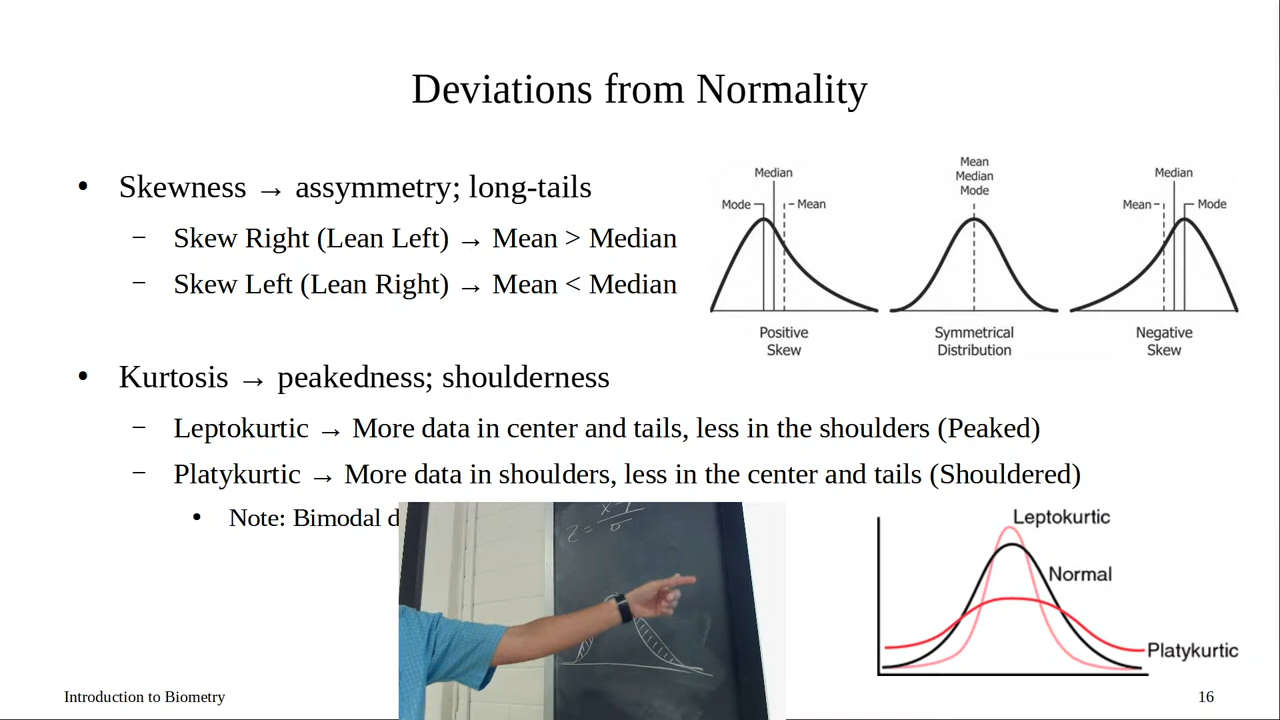 Deviations from Normality
• Skewness → assymmetry; long-tails
– Skew Right (Lean Left) → Mean > Median
– Skew Left (Lean Right) → Mean < Median
Median
Mode
Mean
Mean
Median
Mode
Median
Mean
Mode
Positive
Skew
Symmetrical
Distribution
Negative
Skew
• Kurtosis → peakedness; shoulderness
– Leptokurtic → More data in center and tails, less in the shoulders (Peaked)
– Platykurtic → More data in shoulders, less in the center and tails (Shouldered)
• Note: Bimodal
Z =
σ
Leptokurtic
Normal
Platykurtic
Introduction to Biometry
16